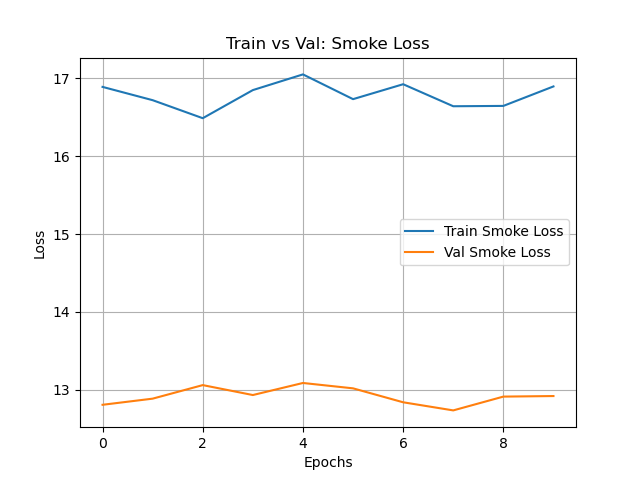 Train vs Val: Smoke Loss
17
16
15
14
13
Loss
Train Smoke Loss
Val Smoke Loss
0 2 4 6 8
Epochs